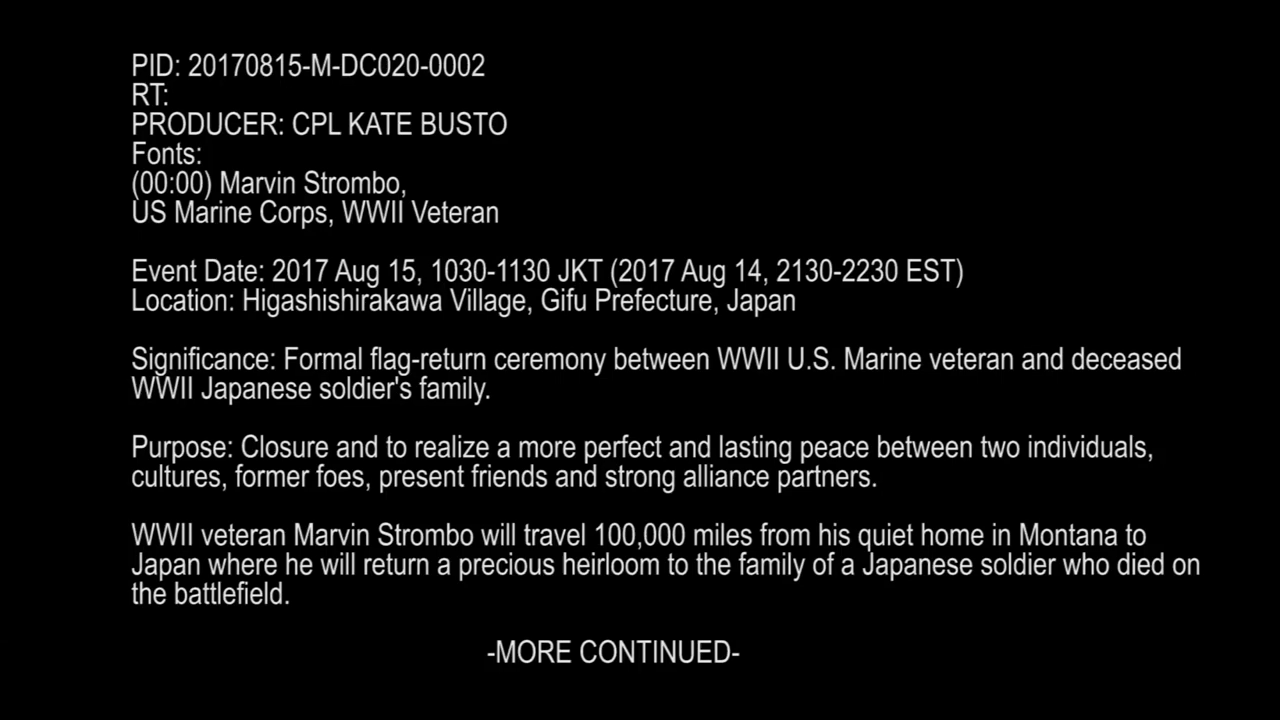 PID: 20170815-M-DC020-0002
RT:
PRODUCER: CPL KATE BUSTO
Fonts:
(00:00) Marvin Strombo,
US Marine Corps, WWII Veteran
Event Date: 2017 Aug 15, 1030-1130 JKT (2017 Aug 14, 2130-2230 EST)
Location: Higashishirakawa Village, Gifu Prefecture, Japan
Significance: Formal flag-return ceremony between WWII U.S. Marine veteran and deceased
WWII Japanese soldier's family.
Purpose: Closure and to realize a more perfect and lasting peace between two individuals,
cultures, former foes, present friends and strong alliance partners.
WWII veteran Marvin Strombo will travel 100,000 miles from his quiet home in Montana to
Japan where he will return a precious heirloom to the family of a Japanese soldier who died on
the battlefield.
-MORE CONTINUED-